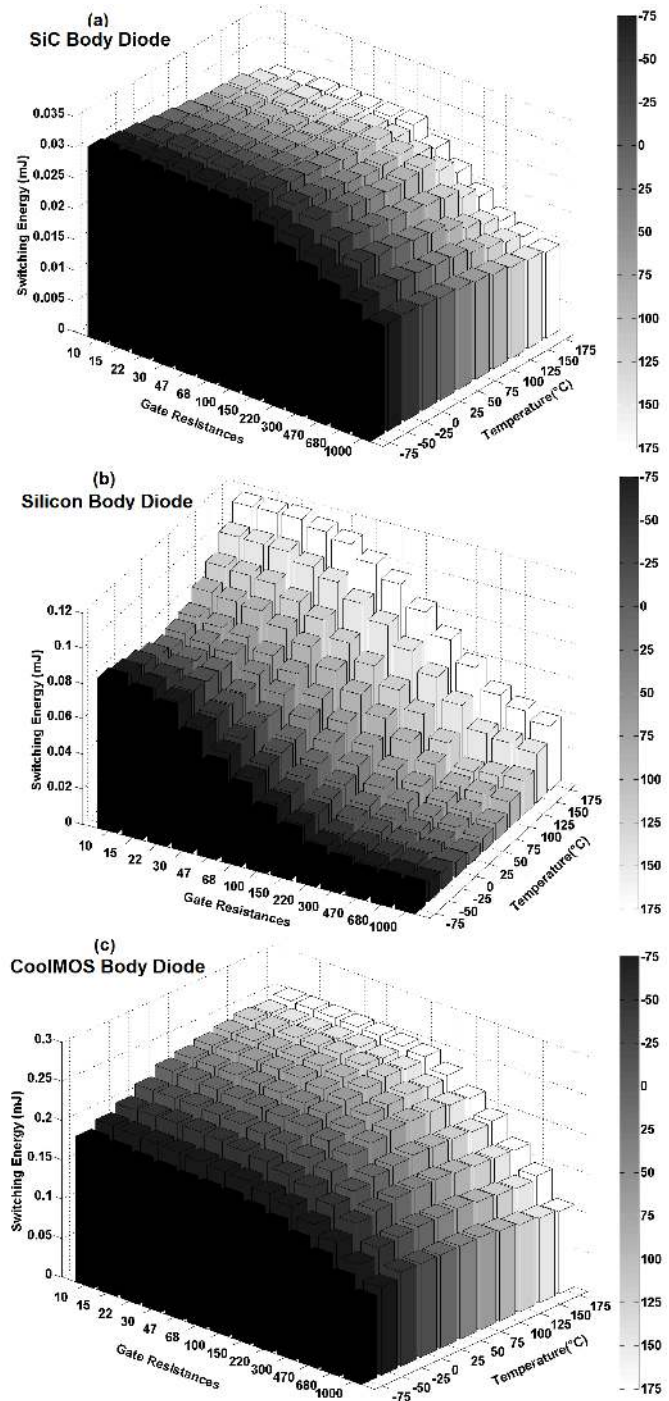 (a)
SiC Body Diode
0.035
0.03
0.025
0.02
0.015
0.01
0.005
0
Switching Energy (mJ)
10 15 22 30 47 68 100 150 220 300 470 680 1000
Gate Resistances
-75 -50 -25 0 25 50 75 100 125 150 175
Temperature(°C)
-75
-50
-25
0
25
50
75
100
125
150
175
(b)
Silicon Body Diode
0.12
0.1
0.08
0.06
0.04
0.02
0
Switching Energy (mJ)
10 15 22 30 47 68 100 150 220 300 470 680 1000
Gate Resistances
-75 -50 -25 0 25 50 75 100 125 150 175
Temperature(°C)
-75
-50
-25
0
25
50
75
100
125
150
175
(c)
CoolMOS Body Diode
0.3
0.25
0.2
0.15
0.1
0.05
0
Switching Energy (mJ)
10 15 22 30 47 68 100 150 220 300 470 680 1000
Gate Resistances
-75 -50 -25 0 25 50 75 100 125 150 175
Temperature(°C)
-75
-50
-25
0
25
50
75
100
125
150
175